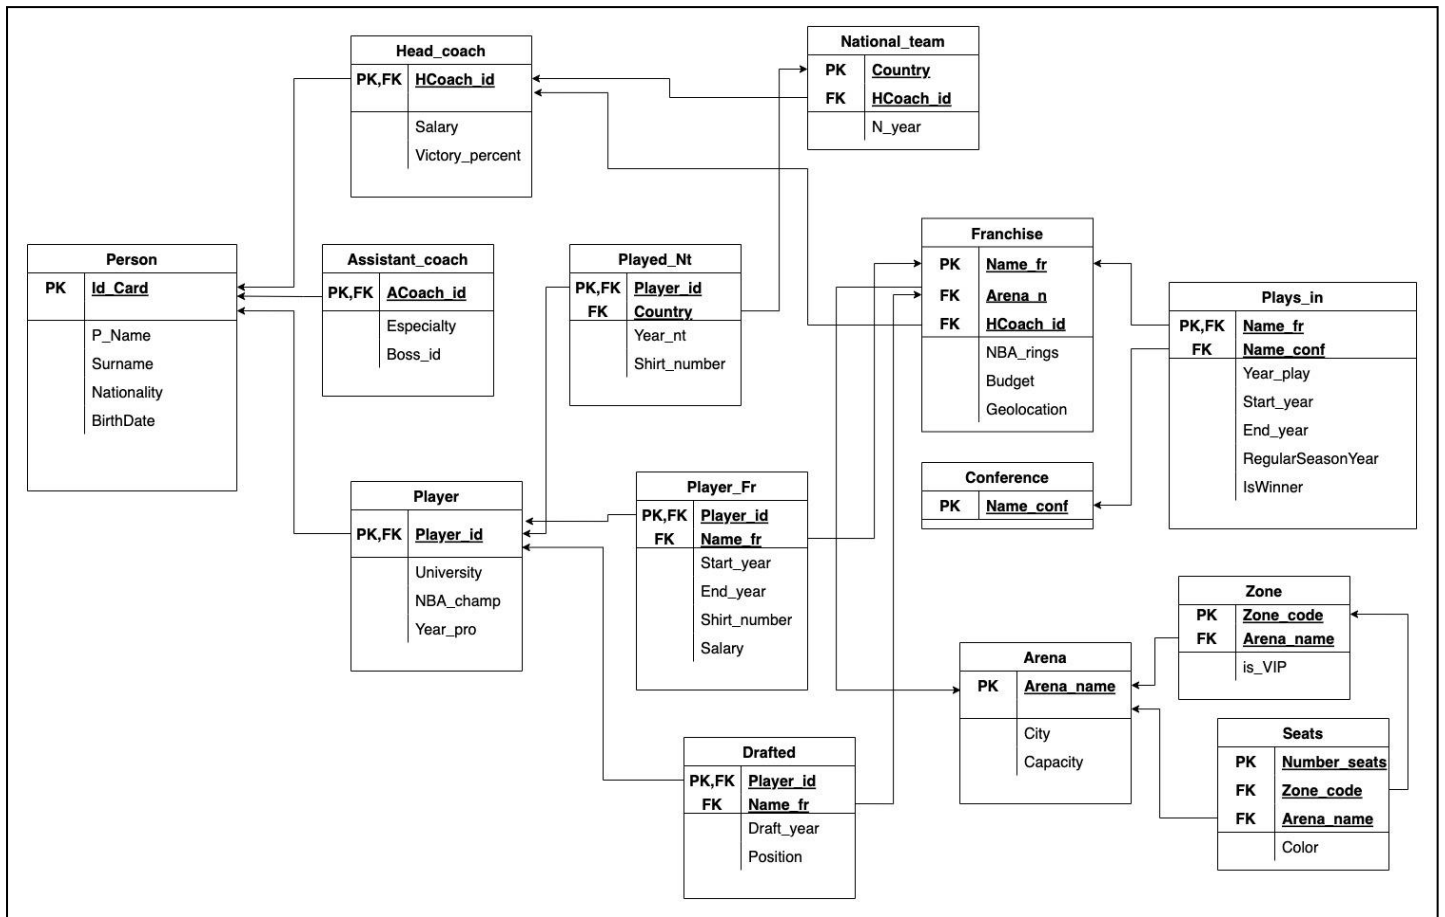 Head_coach
PK,FK HCoach_id
Salary
Victory_percent
National_team
PK Country
FK HCoach_id
N_year
Person
PK Id_Card
P_Name
Surname
Nationality
BirthDate
Assistant_coach
PK,FK ACoach_id
Especialty
Boss_id
Played_Nt
PK,FK Player_id
FK Country
Year_nt
Shirt_number
Franchise
PK Name_fr
FK Arena_n
FK HCoach_id
NBA_rings
Budget
Geolocation
Plays_in
PK,FK Name_fr
FK Name_conf
Year_play
Start_year
End_year
RegularSeasonYear
IsWinner
Conference
PK Name_conf
Player
PK,FK Player_id
University
NBA_champ
Year_pro
Player_Fr
PK,FK Player_id
FK Name_fr
Start_year
End_year
Shirt_number
Salary
Zone
PK Zone_code
FK Arena_name
is_VIP
Arena
PK Arena_name
City
Capacity
Seats
PK Number_seats
FK Zone_code
FK Arena_name
Color
Drafted
PK,FK Player_id
FK Name_fr
Draft_year
Position